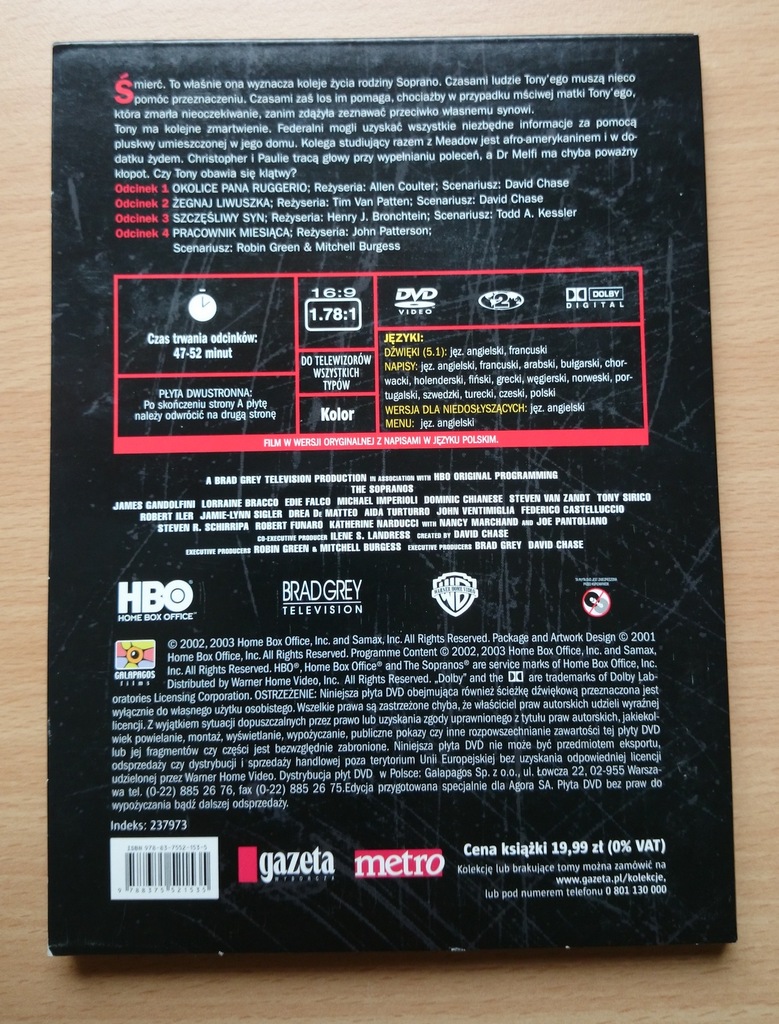 Śmierć. To właśnie ona wyznacza koleje życia rodziny Soprano. Czasami ludzie Tony'ego muszą nieco
pomóc przeznaczeniu. Czasami zaś los im pomaga, chociażby w przypadku mściwej matki Tony'ego,
która zmarła nieoczekiwanie, zanim zdążyła zeznawać przeciwko własnemu synowi.
Tony ma kolejne zmartwienie. Federalni mogli uzyskać wszystkie niezbędne informacje za pomocą
pluskwy umieszczonej w jego domu. Kolega studiujący razem z Meadow jest afro-amerykaninem i w do-
datku żydem. Christopher i Paulie tracą głowy przy wypełnianiu poleceń, a Dr Melfi ma chyba poważny
kłopot. Czy Tony obawia się klątwy?
Odcinek 1 OKOLICE PANA RUGGERIO; Reżyseria: Allen Coulter; Scenariusz: David Chase
Odcinek 2 ŻEGNAJ LIWUSZKA; Reżyseria: Tim Van Patten; Scenariusz: David Chase
Odcinek 3 SZCZĘŚLIWY SYN; Reżyseria: Henry J. Bronchtein; Scenariusz: Todd A. Kessler
Odcinek 4 PRACOWNIK MIESIĄCA; Reżyseria: John Patterson;
Scenariusz: Robin Green & Mitchell Burgess
Czas trwania odcinków:
47-52 minut
PŁYTA DWUSTRONNA:
Po skończeniu strony A płytę
należy odwrócić na drugą stronę
16:9
1.78:1
DO TELEWIZORÓW
WSZYSTKICH
TYPÓW
Kolor
DVD
VIDEO
2
DOLBY
DIGITAL
JĘZYKI:
DŹWIĘKI (5.1): jęz. angielski, francuski
NAPISY: jęz. angielski, francuski, arabski, bułgarski, chor-
wacki, holenderski, fiński, grecki, węgierski, norweski, por-
tugalski, szwedzki, turecki, czeski, polski
WERSJA DLA NIEDOSŁYSZĄCYCH: jęz. angielski
MENU: jęz. angielski
FILM W WERSJI ORYGINALNEJ Z NAPISAMI W JĘZYKU POLSKIM.
A BRAD GREY TELEVISION PRODUCTION IN ASSOCIATION WITH HBO ORIGINAL PROGRAMMING
THE SOPRANOS
JAMES GANDOLFINI LORRAINE BRACCO EDIE FALCO MICHAEL IMPERIOLI DOMINIC CHIANESE STEVEN VAN ZANDT TONY SIRICO
ROBERT ILER JAMIE-LYNN SIGLER DREA DE MATTEO AIDA TURTURRO JOHN VENTIMIGLIA FEDERICO CASTELLUCCIO
STEVEN R. SCHIRRIPA ROBERT FUNARO KATHERINE NARDUCCI WITH NANCY MARCHAND AND JOE PANTOLIANO
CO-EXECUTIVE PRODUCER ILENE S. LANDRESS CREATED BY DAVID CHASE
EXECUTIVE PRODUCERS ROBIN GREEN & MITCHELL BURGESS EXECUTIVE PRODUCERS BRAD GREY DAVID CHASE
HBO
HOME BOX OFFICE
BRAD GREY
TELEVISION
WB
WARNER HOME VIDEO
GALAPAGOS
films
© 2002, 2003 Home Box Office, Inc. and Samax, Inc. All Rights Reserved. Package and Artwork Design © 2001
Home Box Office, Inc. All Rights Reserved. Programme Content © 2002, 2003 Home Box Office, Inc. and Samax,
Inc. All Rights Reserved. HBO®, Home Box Office® and The Sopranos® are service marks of Home Box Office, Inc.
Distributed by Warner Home Video, Inc. All Rights Reserved. „Dolby” and the are trademarks of Dolby Lab-
oratories Licensing Corporation. OSTRZEŻENIE: Niniejsza płyta DVD obejmująca również ścieżkę dźwiękową przeznaczona jest
wyłącznie do własnego użytku osobistego. Wszelkie prawa są zastrzeżone chyba, że właściciel praw autorskich udzieli wyraźnej
licencji. Z wyjątkiem sytuacji dopuszczalnych przez prawo lub uzyskania zgody uprawnionego z tytułu praw autorskich, jakiekol-
wiek powielanie, montaż, wyświetlanie, wypożyczanie, publiczne pokazy czy inne rozpowszechnianie zawartości tej płyty DVD
lub jej fragmentów czy części jest bezwzględnie zabronione. Niniejsza płyta DVD nie może być przedmiotem eksportu,
odsprzedaży czy dystrybucji i sprzedaży handlowej poza terytorium Unii Europejskiej bez uzyskania odpowiedniej licencji
udzielonej przez Warner Home Video. Dystrybucja płyt DVD w Polsce: Galapagos Sp. z o.o., ul. Łowcza 22, 02-955 Warsza-
wa tel. (0-22) 885 26 76, fax (0-22) 885 26 75.Edycja przygotowana specjalnie dla Agora SA. Płyta DVD bez praw do
wypożyczania bądź dalszej odsprzedaży.
Indeks: 237973
ISBN 978-83-7552-153-5
9 788375 521535
gazeta
WYBORCZA
metro
Cena książki 19,99 zł (0% VAT)
Kolekcję lub brakujące tomy można zamówić na
www.gazeta.pl/kolekcje,
lub pod numerem telefonu 0 801 130 000